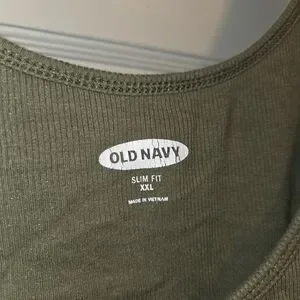 OLD NAVY
SLIM FIT
XXL
MADE IN VIETNAM